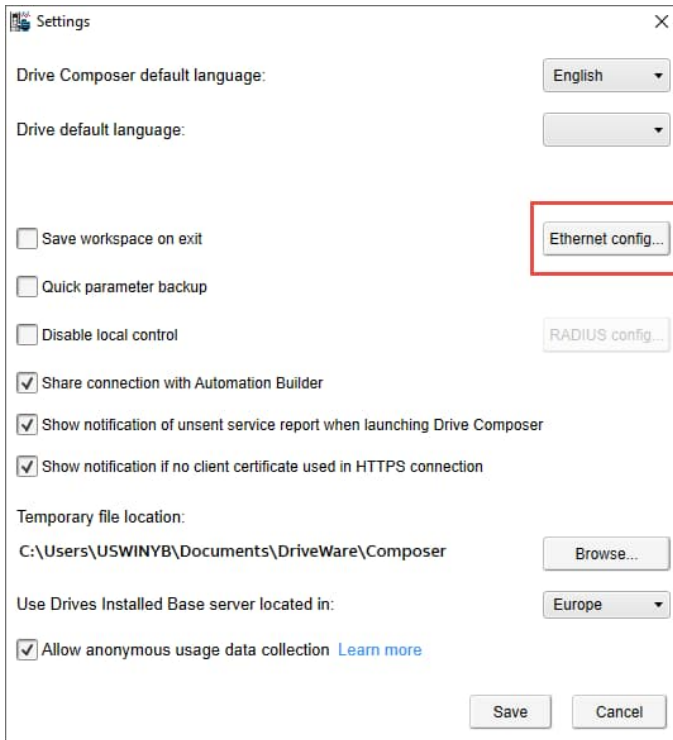 Settings
Drive Composer default language:
English
Drive default language:
Save workspace on exit
Ethernet config...
Quick parameter backup
Disable local control
RADIUS config...
Share connection with Automation Builder
Show notification of unsent service report when launching Drive Composer
Show notification if no client certificate used in HTTPS connection
Temporary file location:
C:\Users\USWINYB\Documents\DriveWare\Composer
Browse...
Use Drives Installed Base server located in:
Europe
Allow anonymous usage data collection Learn more
Save
Cancel